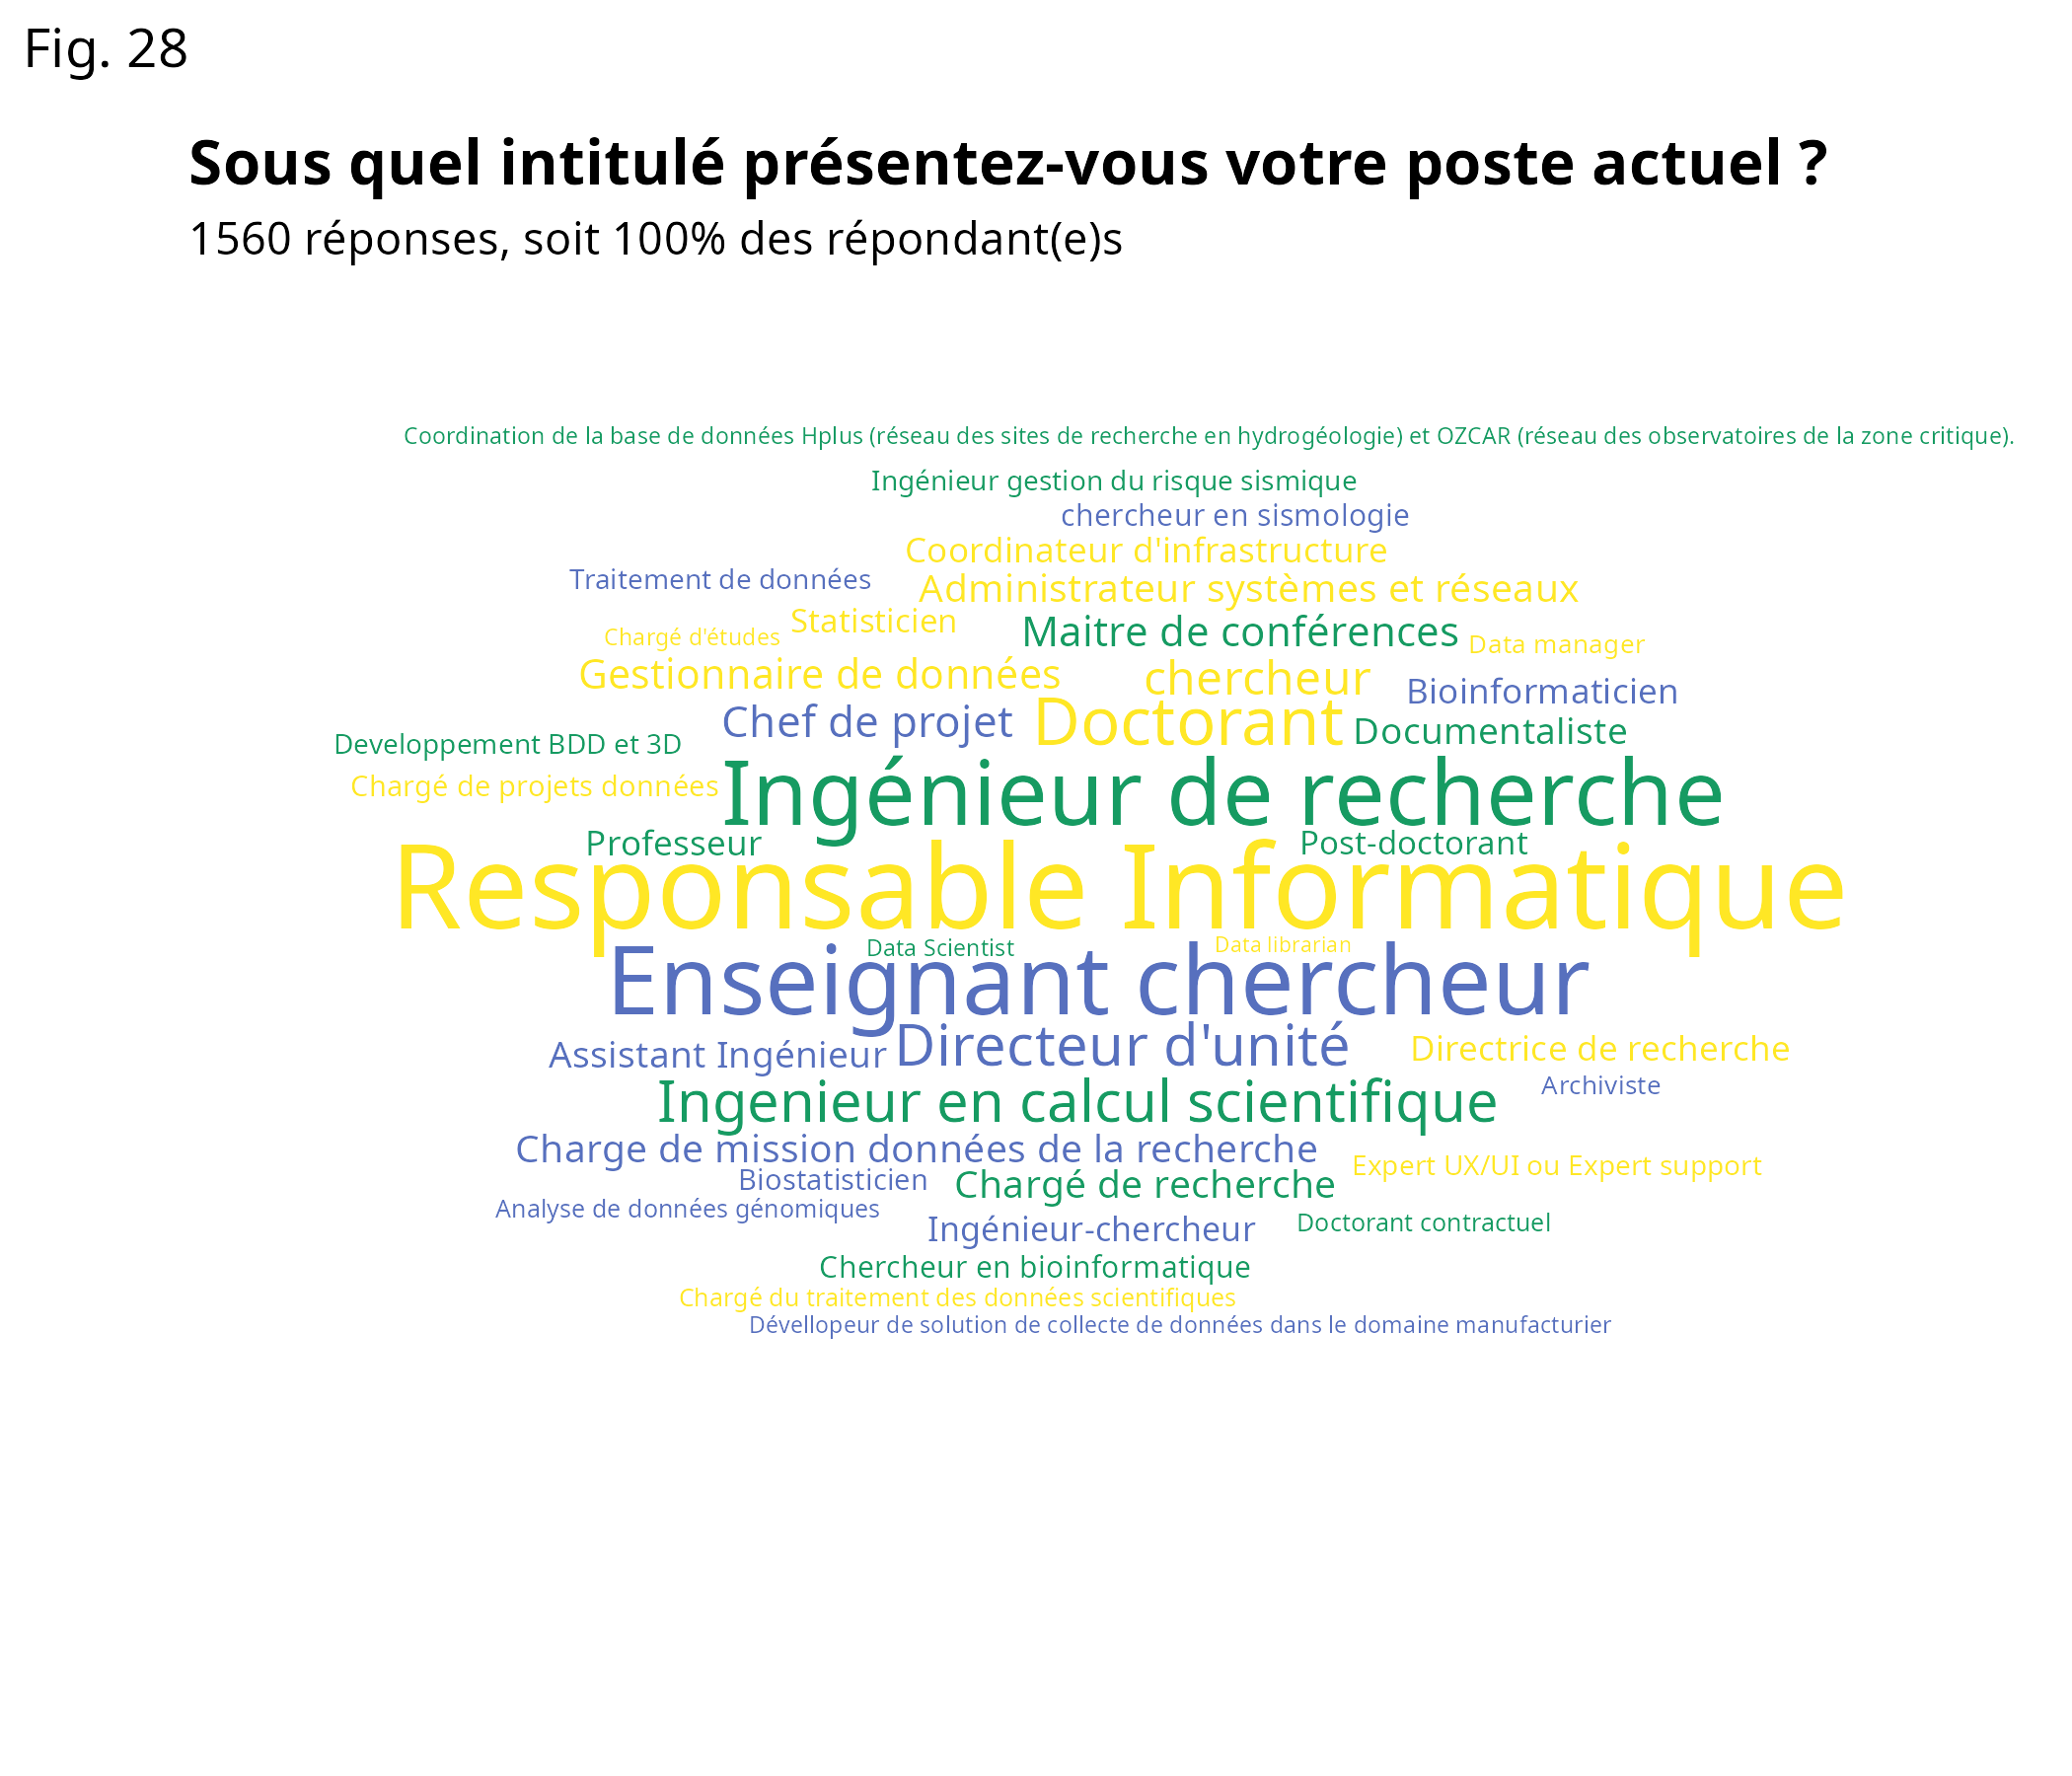 Fig. 28
Sous quel intitulé présentez-vous votre poste actuel ?
1560 réponses, soit 100% des répondant(e)s
Coordination de la base de données Hplus (réseau des sites de recherche en hydrogéologie) et OZCAR (réseau des observatoires de la zone critique).
Ingénieur gestion du risque sismique
chercheur en sismologie
Coordinateur d'infrastructure
Traitement de données
Administrateur systèmes et réseaux
Statisticien
Chargé d'études
Maitre de conférences
Data manager
Gestionnaire de données
chercheur
Bioinformaticien
Chef de projet
Doctorant
Documentaliste
Developpement BDD et 3D
Chargé de projets données
Ingénieur de recherche
Professeur
Post-doctorant
Responsable Informatique
Data Scientist
Data librarian
Enseignant chercheur
Assistant Ingénieur
Directeur d'unité
Directrice de recherche
Archiviste
Ingenieur en calcul scientifique
Charge de mission données de la recherche
Expert UX/UI ou Expert support
Biostatisticien
Chargé de recherche
Analyse de données génomiques
Ingénieur-chercheur
Doctorant contractuel
Chercheur en bioinformatique
Chargé du traitement des données scientifiques
Dévellopeur de solution de collecte de données dans le domaine manufacturier